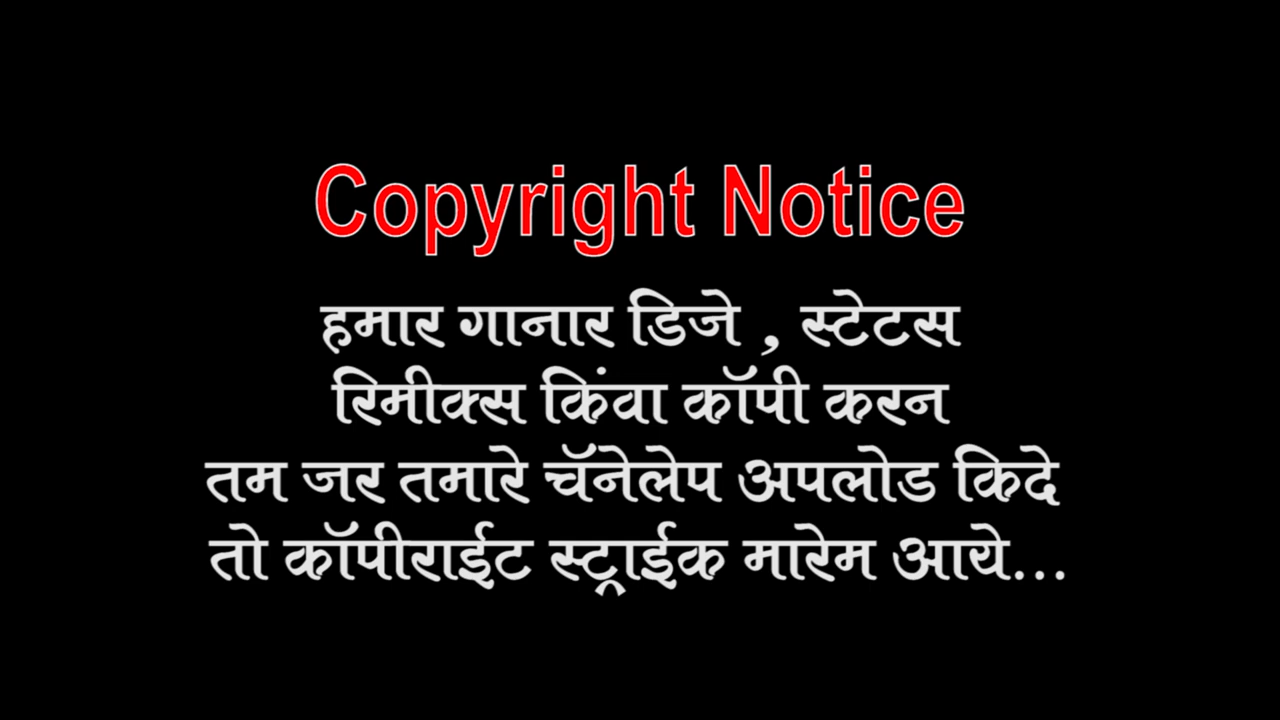 Copyright Notice
हमार गानार डिजे , स्टेटस
रिमीक्स किंवा कॉपी करन
तम जर तमारे चॅनेलेप अपलोड किदे
तो कॉपीराईट स्ट्राईक मारेम आये...